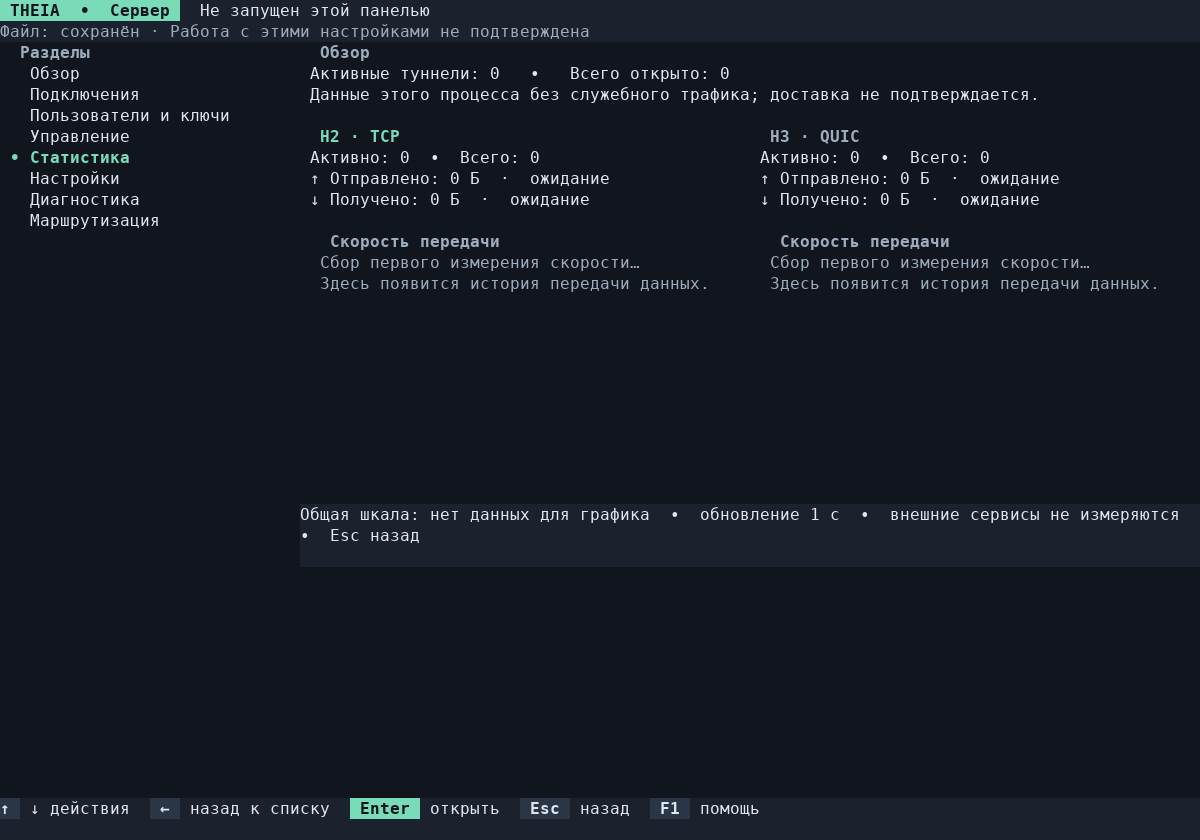 THEIA • Сервер Не запущен этой панелью
Файл: сохранён · Работа с этими настройками не подтверждена
Разделы
Обзор
Подключения
Пользователи и ключи
Управление
• Статистика
Настройки
Диагностика
Маршрутизация
Обзор
Активные туннели: 0 • Всего открыто: 0
Данные этого процесса без служебного трафика; доставка не подтверждается.
H2 · TCP
Активно: 0 • Всего: 0
↑ Отправлено: 0 Б · ожидание
↓ Получено: 0 Б · ожидание
Скорость передачи
Сбор первого измерения скорости…
Здесь появится история передачи данных.
H3 · QUIC
Активно: 0 • Всего: 0
↑ Отправлено: 0 Б · ожидание
↓ Получено: 0 Б · ожидание
Скорость передачи
Сбор первого измерения скорости…
Здесь появится история передачи данных.
Общая шкала: нет данных для графика • обновление 1 с • внешние сервисы не измеряются
• Esc назад
↑ ↓ действия ← назад к списку Enter открыть Esc назад F1 помощь